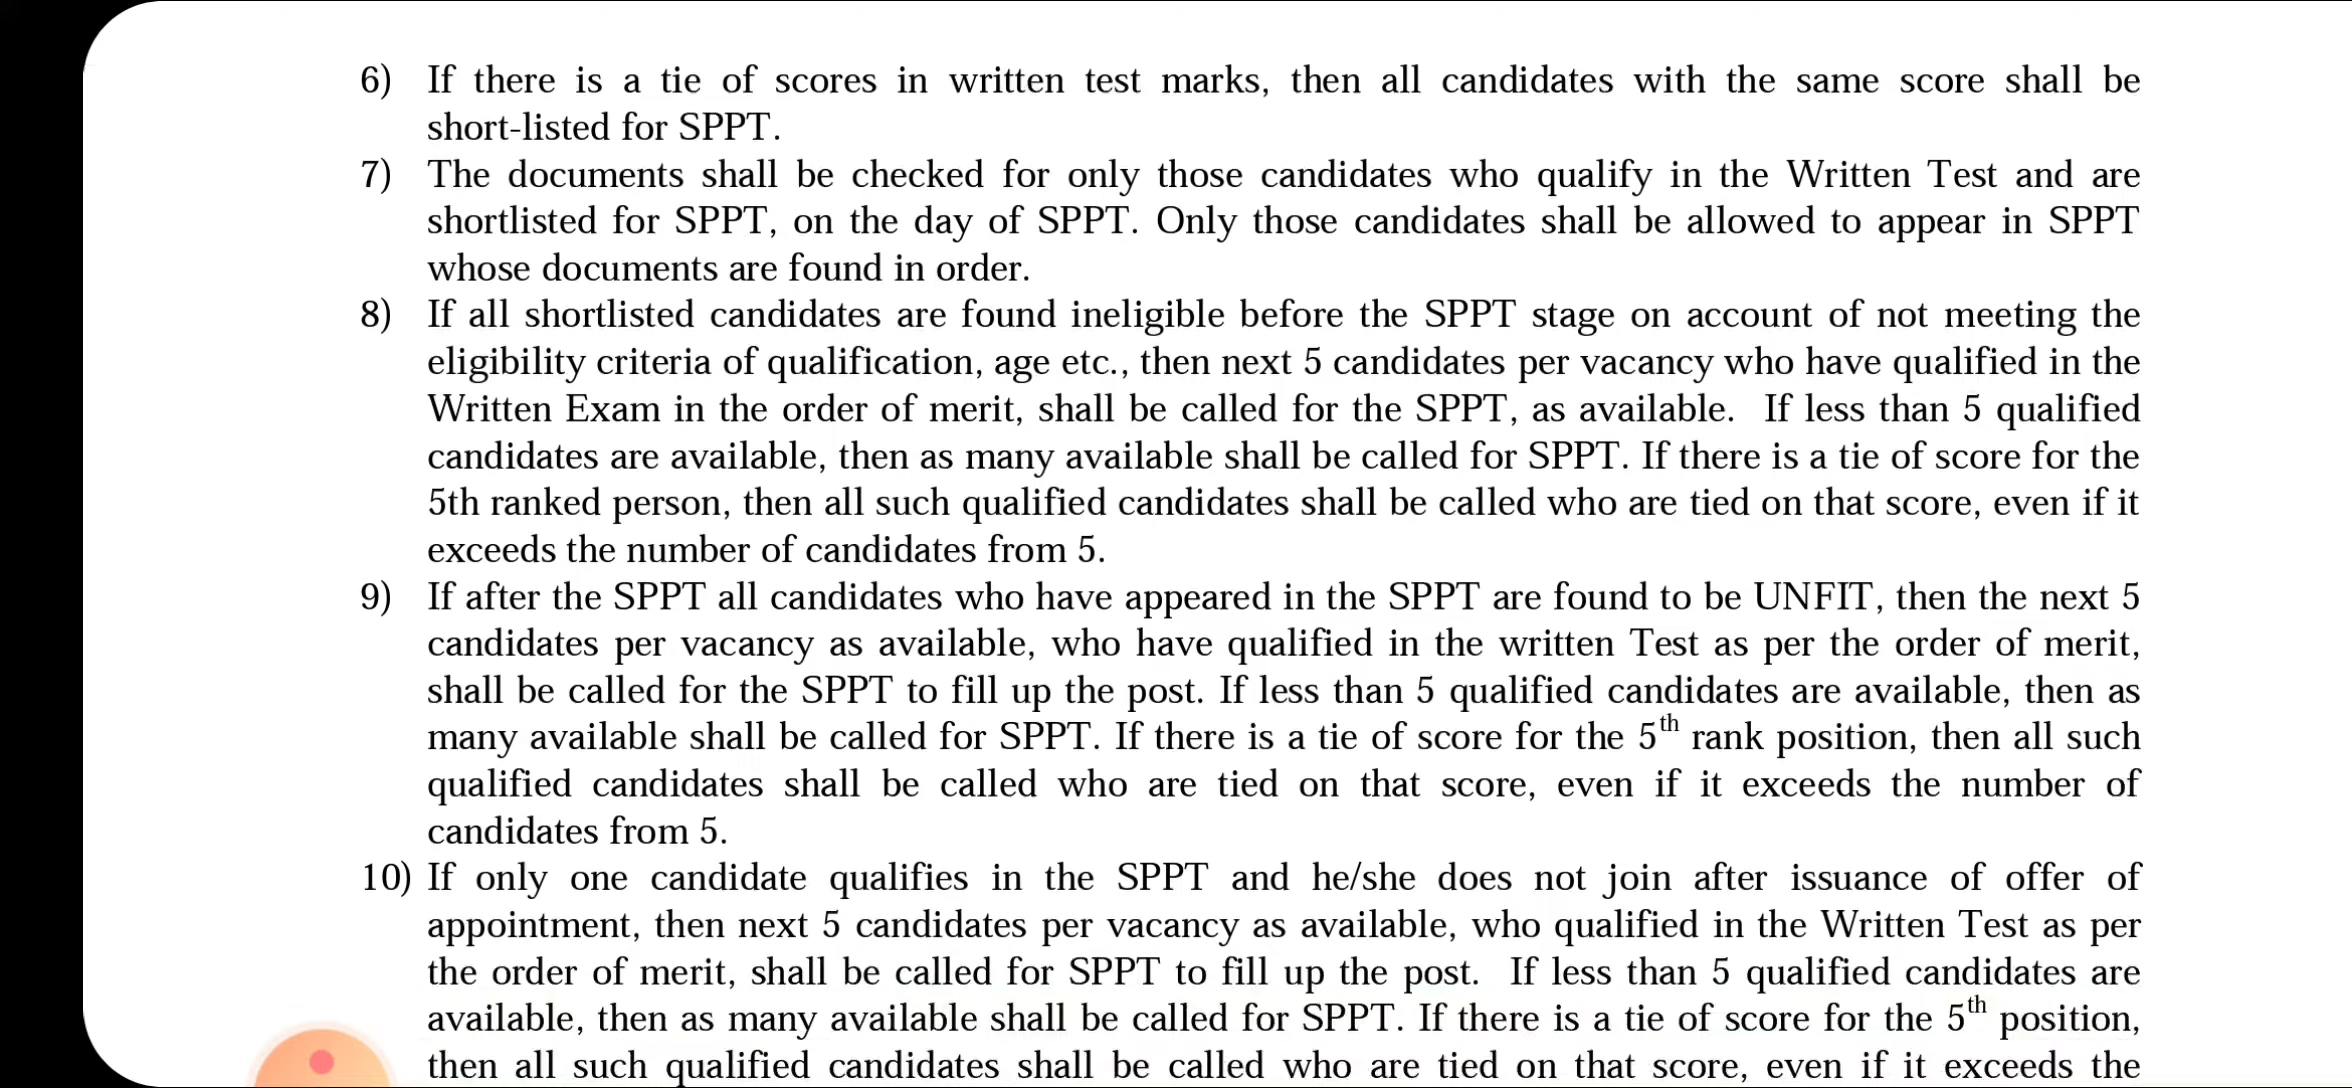 6) If there is a tie of scores in written test marks, then all candidates with the same score shall be
short-listed for SPPT.
7) The documents shall be checked for only those candidates who qualify in the Written Test and are
shortlisted for SPPT, on the day of SPPT. Only those candidates shall be allowed to appear in SPPT
whose documents are found in order.
8) If all shortlisted candidates are found ineligible before the SPPT stage on account of not meeting the
eligibility criteria of qualification, age etc., then next 5 candidates per vacancy who have qualified in the
Written Exam in the order of merit, shall be called for the SPPT, as available. If less than 5 qualified
candidates are available, then as many available shall be called for SPPT. If there is a tie of score for the
5th ranked person, then all such qualified candidates shall be called who are tied on that score, even if it
exceeds the number of candidates from 5.
9) If after the SPPT all candidates who have appeared in the SPPT are found to be UNFIT, then the next 5
candidates per vacancy as available, who have qualified in the written Test as per the order of merit,
shall be called for the SPPT to fill up the post. If less than 5 qualified candidates are available, then as
many available shall be called for SPPT. If there is a tie of score for the 5th rank position, then all such
qualified candidates shall be called who are tied on that score, even if it exceeds the number of
candidates from 5.
10) If only one candidate qualifies in the SPPT and he/she does not join after issuance of offer of
appointment, then next 5 candidates per vacancy as available, who qualified in the Written Test as per
the order of merit, shall be called for SPPT to fill up the post. If less than 5 qualified candidates are
available, then as many available shall be called for SPPT. If there is a tie of score for the 5th position,
then all such qualified candidates shall be called who are tied on that score, even if it exceeds the